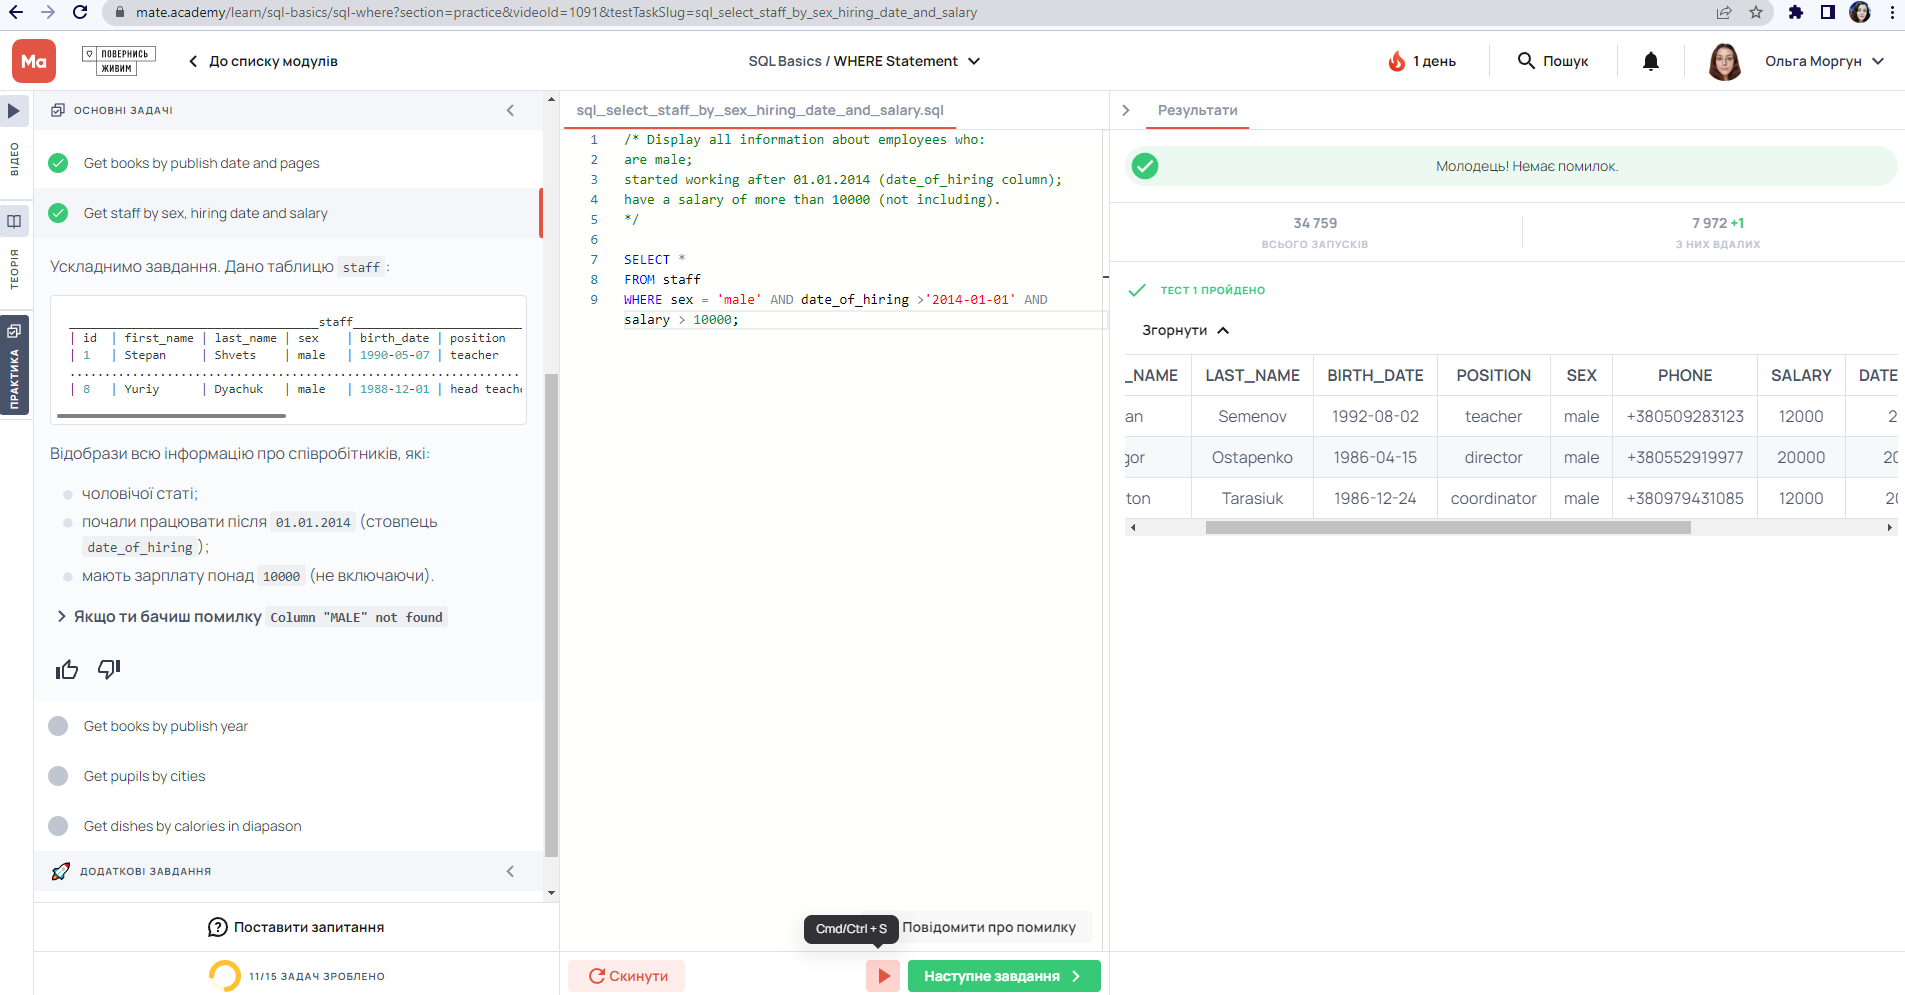 mate.academy/learn/sql-basics/sql-where?section=practice&videoId=1091&testTaskSlug=sql_select_staff_by_sex_hiring_date_and_salary
Ma
ПОВЕРНИСЬ
ЖИВИМ
До списку модулів
SQL Basics / WHERE Statement
1 день
Пошук
Ольга Моргун
ВІДЕО
ТЕОРІЯ
ПРАКТИКА
ОСНОВНІ ЗАДАЧІ
Get books by publish date and pages
Get staff by sex, hiring date and salary
Ускладнимо завдання. Дано таблицю staff :
____________________________________staff________________________
| id | first_name | last_name | sex | birth_date | position
| 1 | Stepan | Shvets | male | 1990-05-07 | teacher
.................................................................
| 8 | Yuriy | Dyachuk | male | 1988-12-01 | head teache
Відобрази всю інформацію про співробітників, які:
чоловічої статі;
почали працювати після 01.01.2014 (стовпець
date_of_hiring );
мають зарплату понад 10000 (не включаючи).
Якщо ти бачиш помилку Column "MALE" not found
Get books by publish year
Get pupils by cities
Get dishes by calories in diapason
ДОДАТКОВІ ЗАВДАННЯ
Поставити запитання
11/15 ЗАДАЧ ЗРОБЛЕНО
sql_select_staff_by_sex_hiring_date_and_salary.sql
1 /* Display all information about employees who:
2 are male;
3 started working after 01.01.2014 (date_of_hiring column);
4 have a salary of more than 10000 (not including).
5 */
6
7 SELECT *
8 FROM staff
9 WHERE sex = 'male' AND date_of_hiring >'2014-01-01' AND
salary > 10000;
Cmd/Ctrl + S
Повідомити про помилку
Скинути
Наступне завдання
Результати
Молодець! Немає помилок.
34 759
ВСЬОГО ЗАПУСКІВ
7 972 +1
З НИХ ВДАЛИХ
ТЕСТ 1 ПРОЙДЕНО
Згорнути
_NAME LAST_NAME BIRTH_DATE POSITION SEX PHONE SALARY DATE
an Semenov 1992-08-02 teacher male +380509283123 12000 2
gor Ostapenko 1986-04-15 director male +380552919977 20000 20
ton Tarasiuk 1986-12-24 coordinator male +380979431085 12000 20